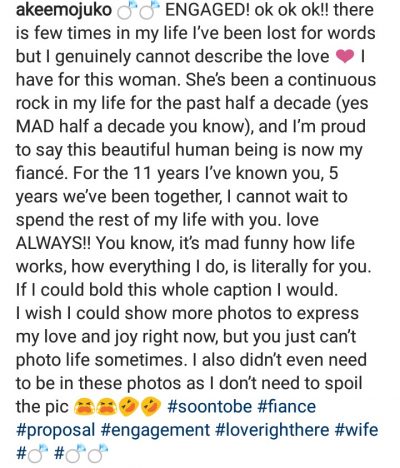 akeemojuko 💍💍 ENGAGED! ok ok ok!! there
is few times in my life I've been lost for words
but I genuinely cannot describe the love 💗 I
have for this woman. She's been a continuous
rock in my life for the past half a decade (yes
MAD half a decade you know), and I'm proud
to say this beautiful human being is now my
fiancé. For the 11 years I've known you, 5
years we've been together, I cannot wait to
spend the rest of my life with you. love
ALWAYS!! You know, it's mad funny how life
works, how everything I do, is literally for you.
If I could bold this whole caption I would.
I wish I could show more photos to express
my love and joy right now, but you just can't
photo life sometimes. I also didn't even need
to be in these photos as I don't need to spoil
the pic 😫😫🤣🤣 #soontobe #fiance
#proposal #engagement #loverighthere #wife
#💍 #💍💍